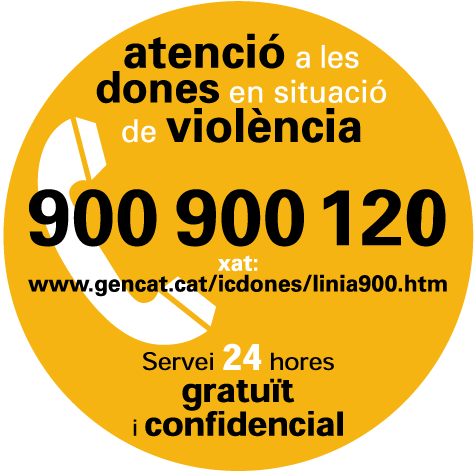 atenció a les
dones en situació
de violència
900 900 120
xat:
www.gencat.cat/icdones/linia900.htm
Servei 24 hores
gratuït
i confidencial